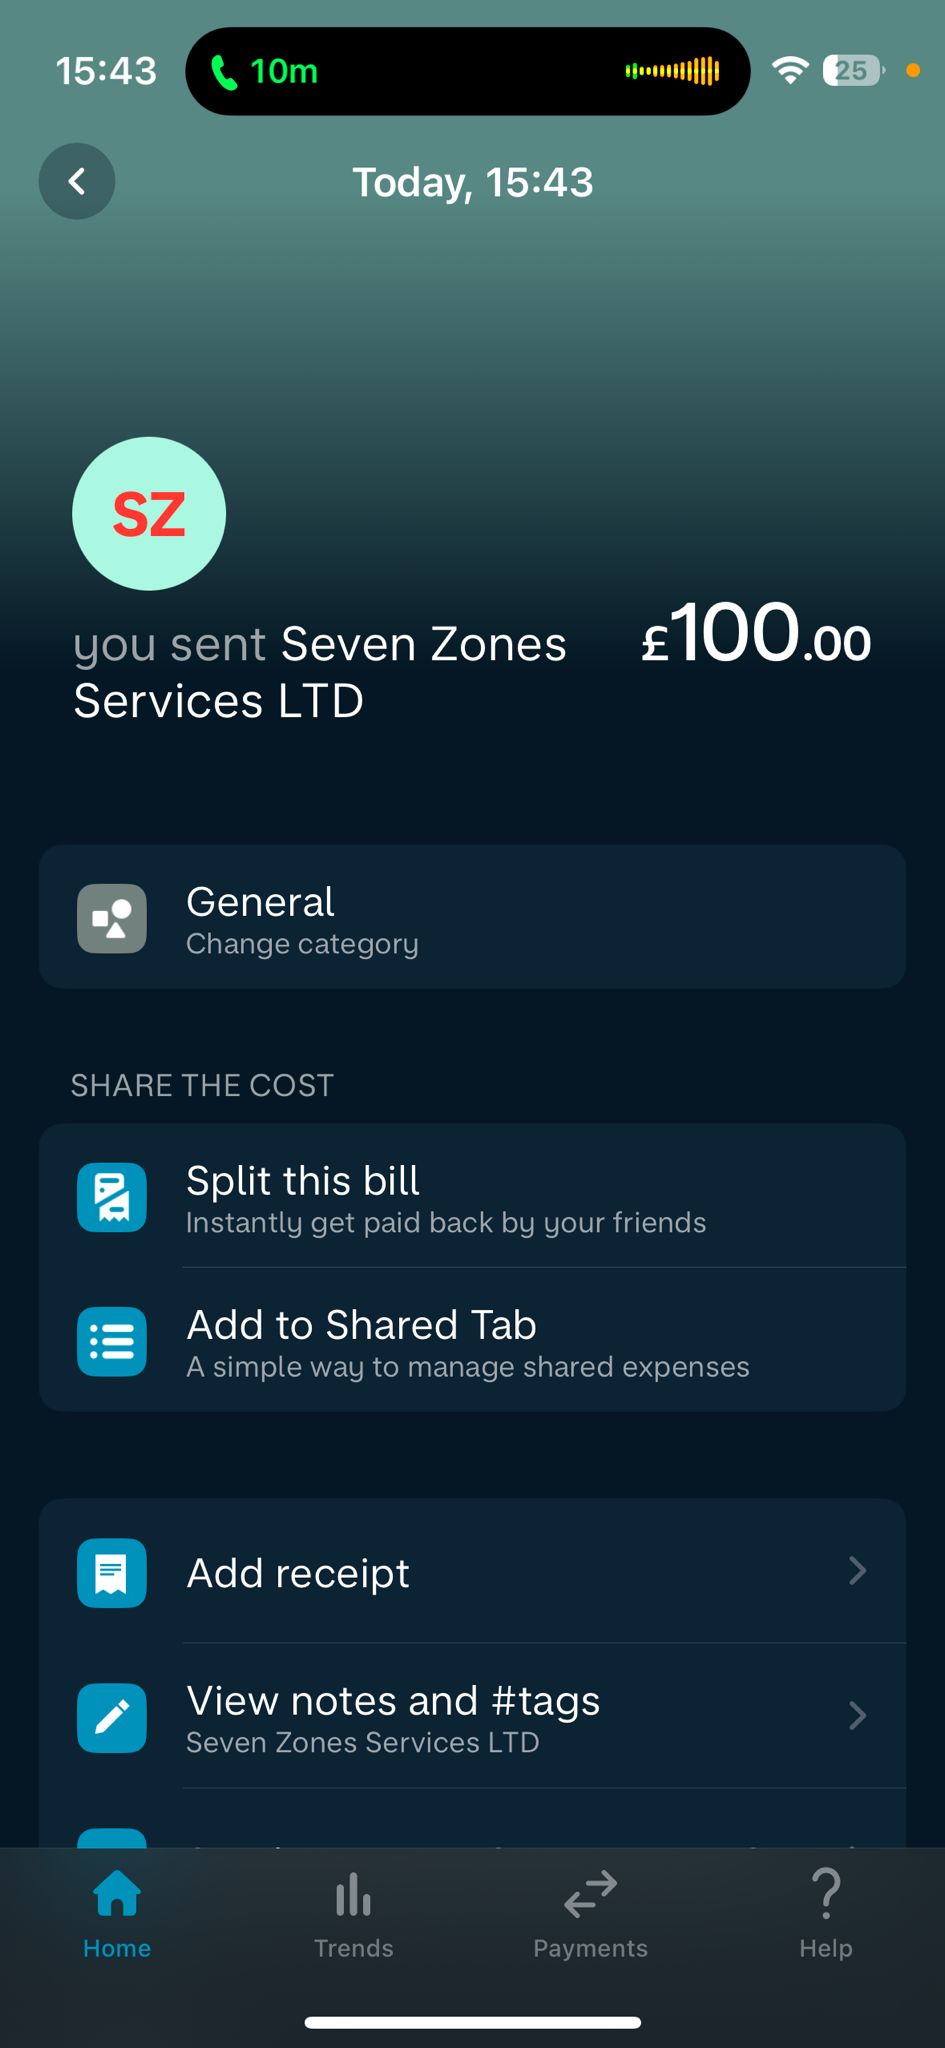 15:43
10m
25
Today, 15:43
SZ
you sent Seven Zones
Services LTD
£100.00
General
Change category
SHARE THE COST
Split this bill
Instantly get paid back by your friends
Add to Shared Tab
A simple way to manage shared expenses
Add receipt
View notes and #tags
Seven Zones Services LTD
Home
Trends
Payments
Help